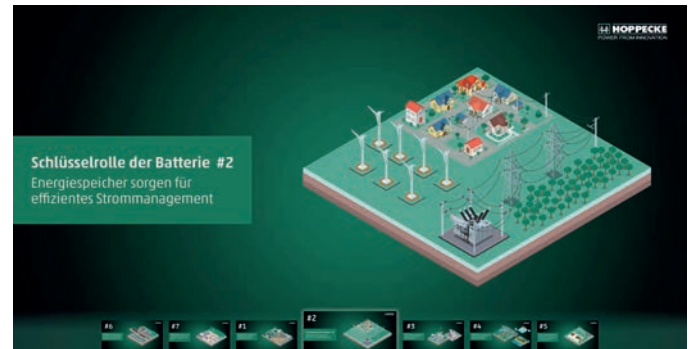 HOPPECKE
POWER FROM INNOVATION
Schlüsselrolle der Batterie #2
Energiespeicher sorgen für
effizientes Strommanagement
#6
#7
#1
#2
#3
#4
#5